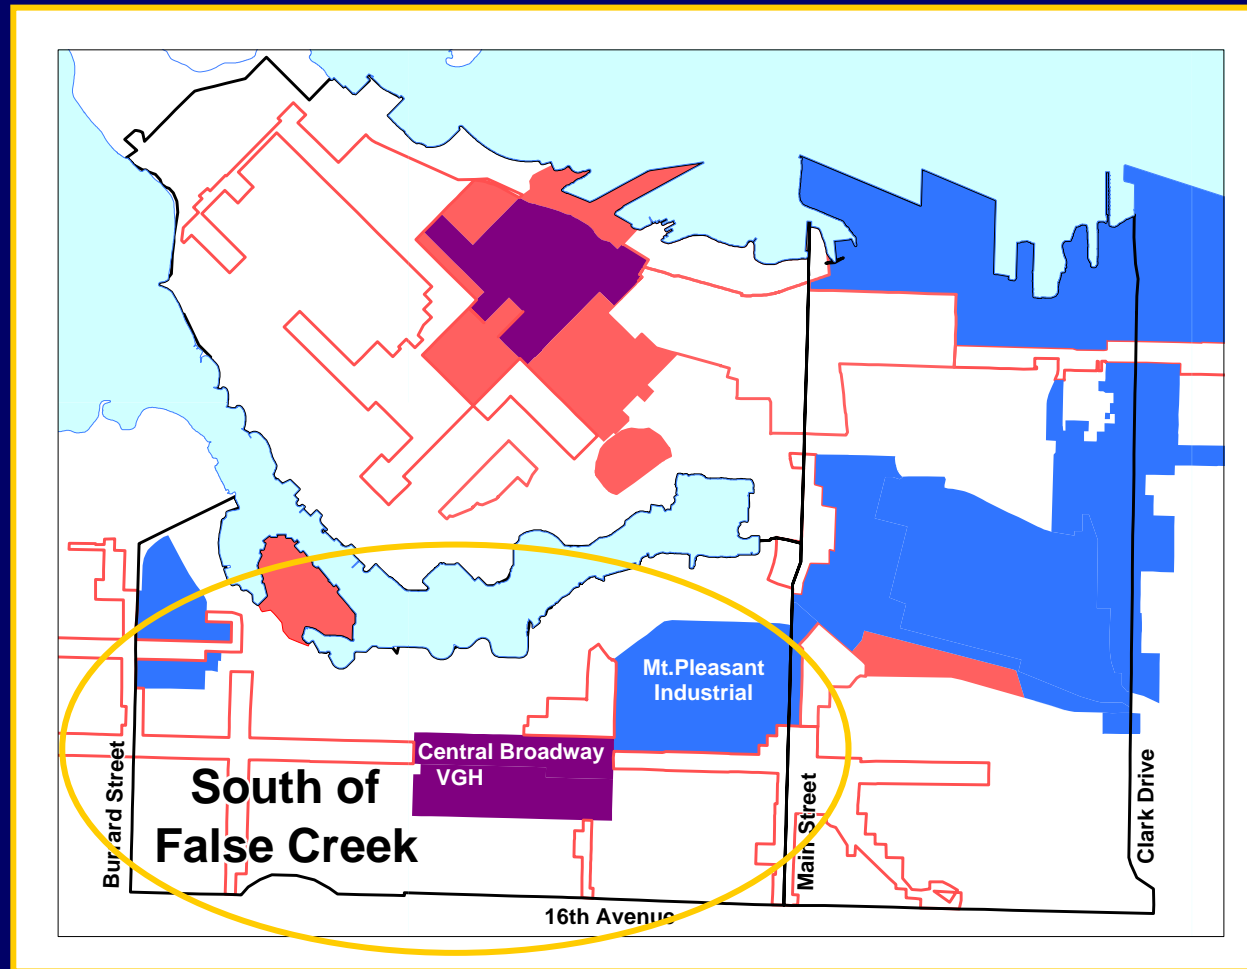 Mt.Pleasant
Industrial
Central Broadway
VGH
South of
False Creek
Burrard Street
Main Street
Clark Drive
16th Avenue